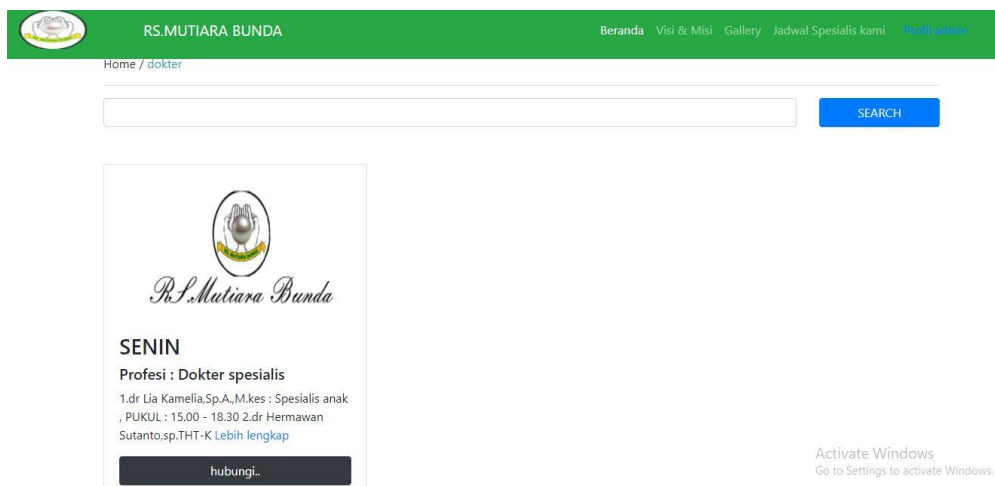 RS.MUTIARA BUNDA
Beranda Visi & Misi Gallery Jadwal Spesialis kami Profil admin
Home / dokter
SEARCH
RS.Mutiara Bunda
SENIN
Profesi : Dokter spesialis
1.dr Lia Kamelia,Sp.A.,M.kes : Spesialis anak
, PUKUL : 15.00 - 18.30 2.dr Hermawan
Sutanto,sp.THT-K Lebih lengkap
hubungi..
Activate Windows
Go to Settings to activate Windows.